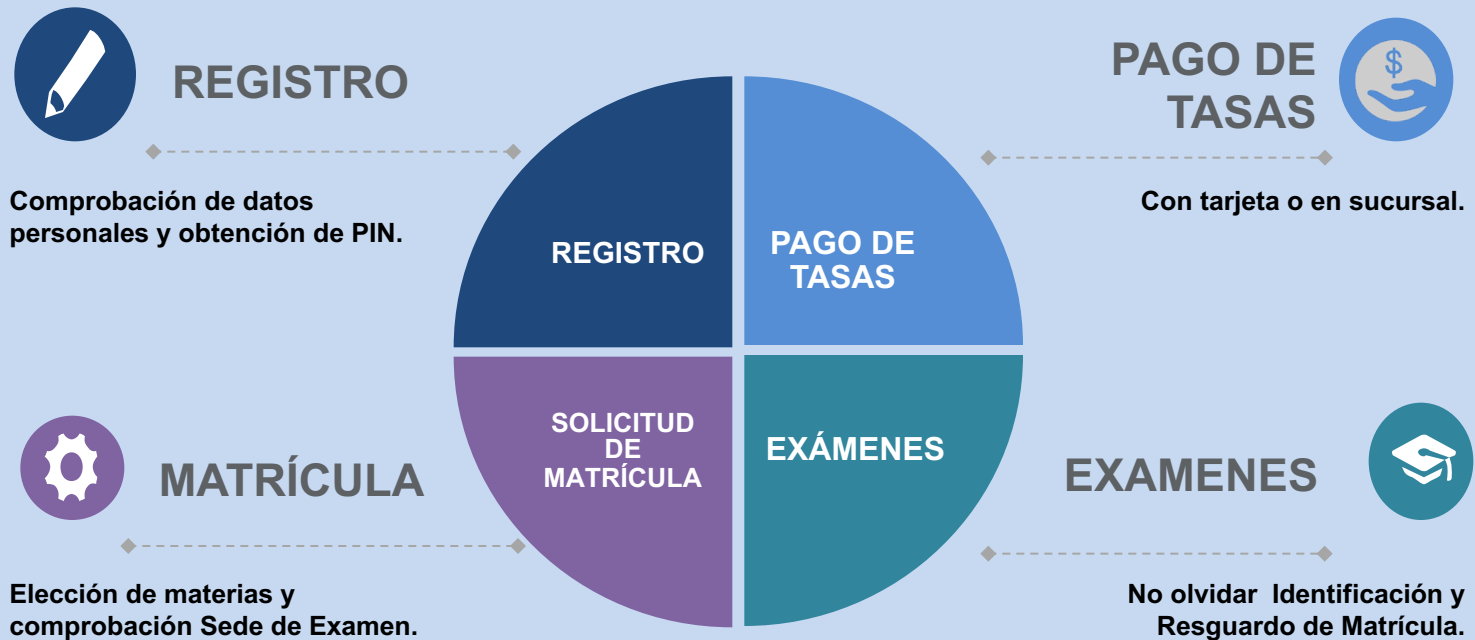 REGISTRO
Comprobación de datos
personales y obtención de PIN.
PAGO DE
TASAS
$
Con tarjeta o en sucursal.
REGISTRO
PAGO DE
TASAS
SOLICITUD
DE
MATRÍCULA
EXÁMENES
MATRÍCULA
Elección de materias y
comprobación Sede de Examen.
EXAMENES
No olvidar Identificación y
Resguardo de Matrícula.